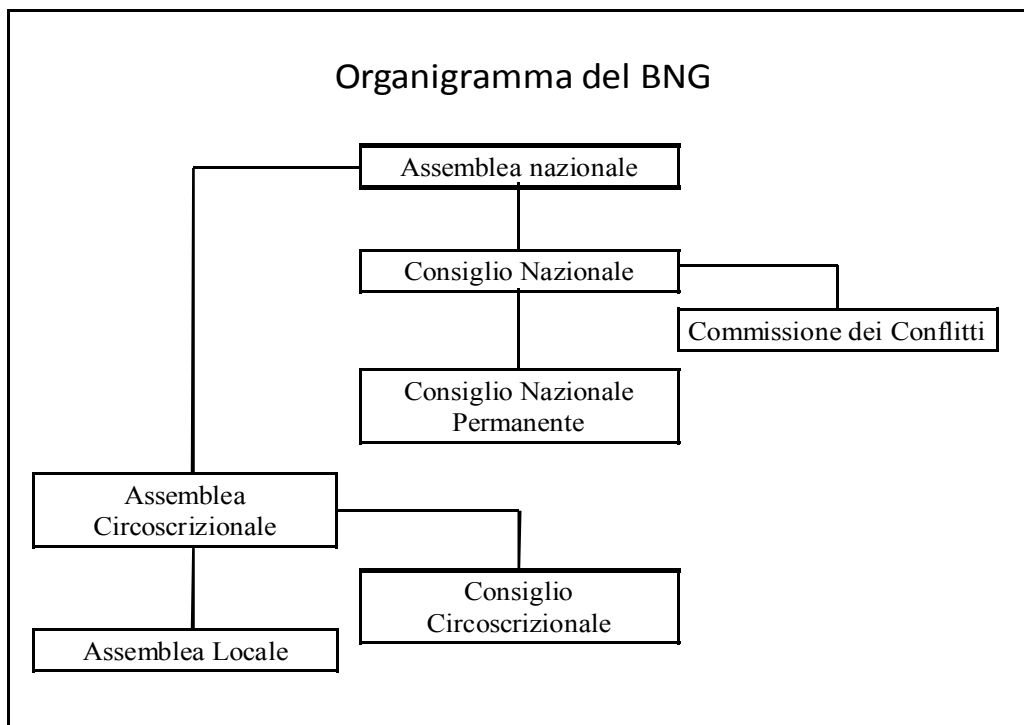 Organigramma del BNG
Assemblea nazionale
Consiglio Nazionale
Commissione dei Conflitti
Consiglio Nazionale
Permanente
Assemblea
Circoscrizionale
Consiglio
Circoscrizionale
Assemblea Locale